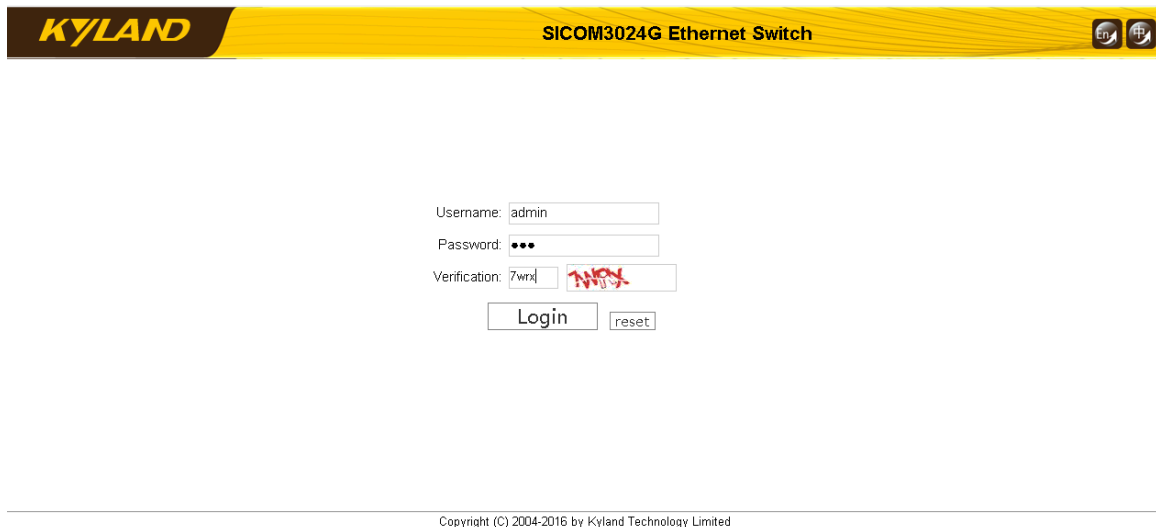 KYLAND
SICOM3024G Ethernet Switch
En
中
Username: admin
Password: •••
Verification: 7wrx 7WRX
Login
reset
Copyright (C) 2004-2016 by Kyland Technology Limited